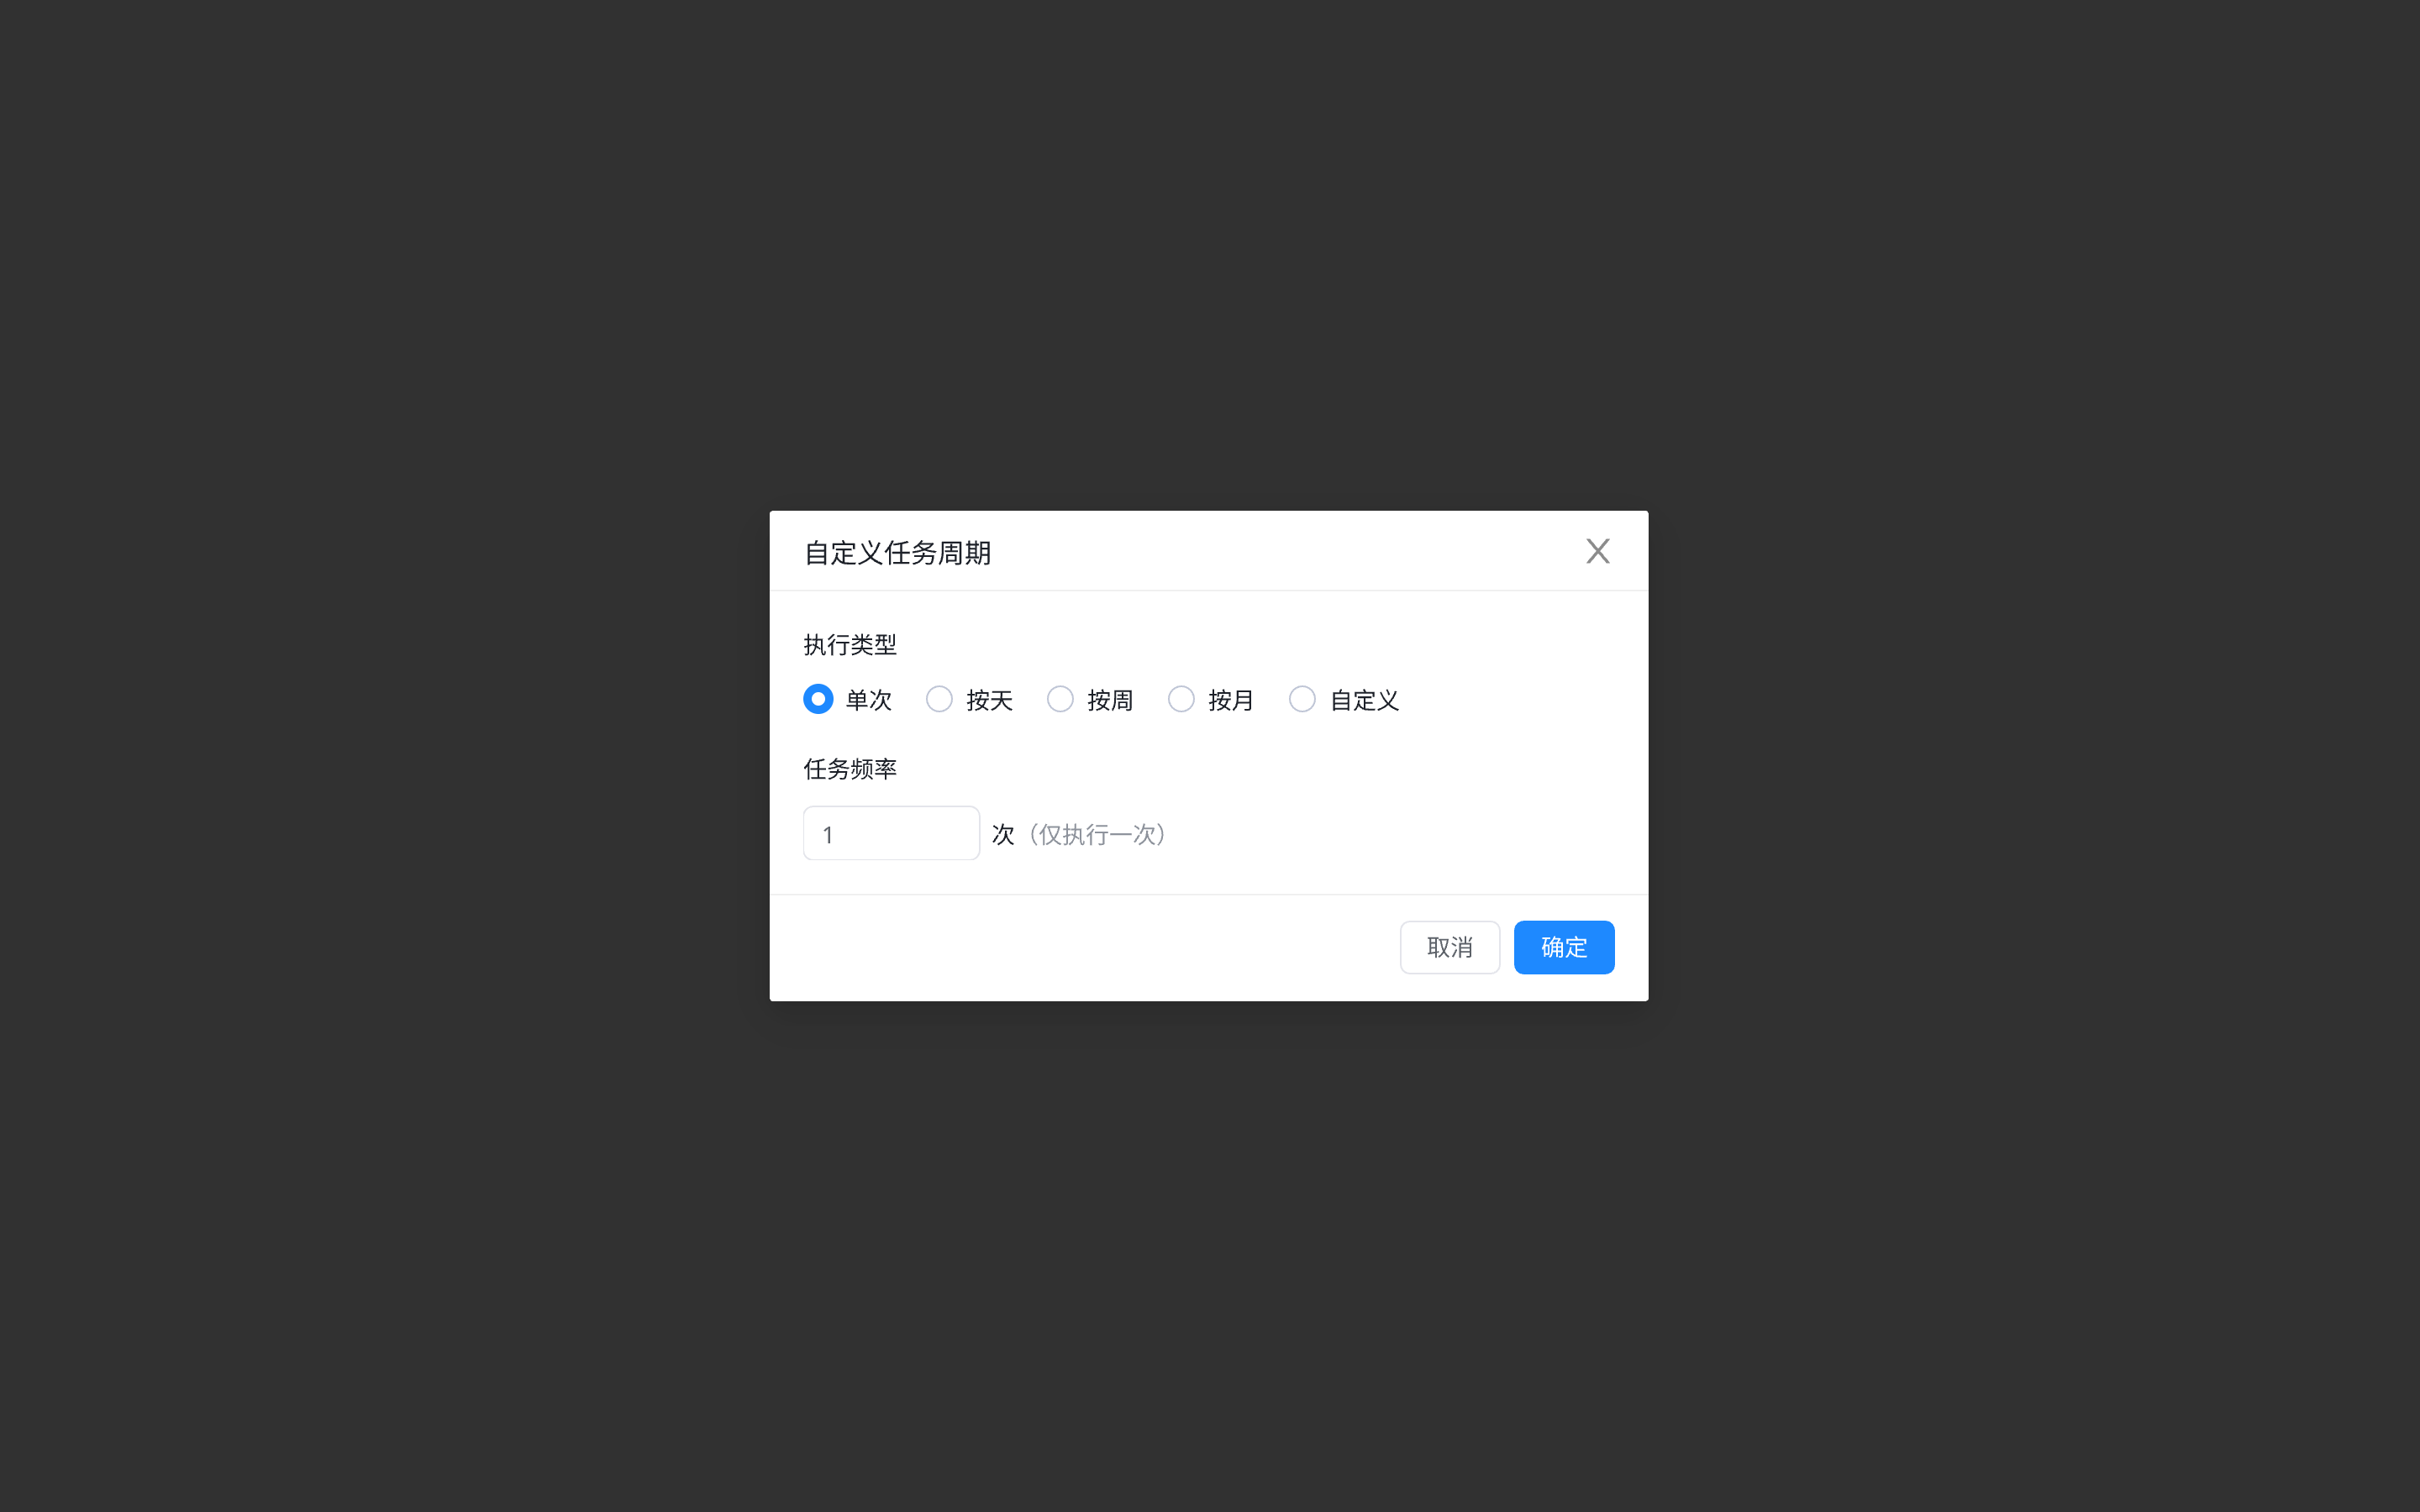 自定义任务周期
执行类型
单次 按天 按周 按月 自定义
任务频率
1 次（仅执行一次）
取消 确定